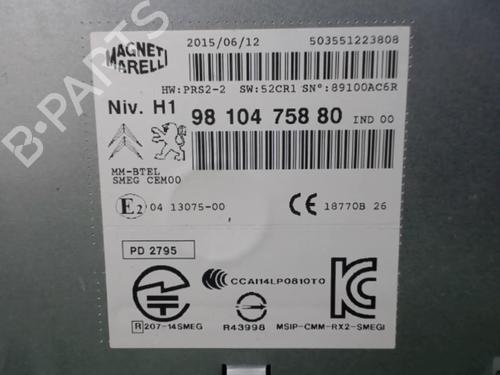 MAGNETI MARELLI
2015/06/12 503551223808
HW:PRS2-2 SW:52CR1 SN°:89100AC6R
Niv. H1
98 104 758 80 IND 00
MM-BTEL
SMEG CEM00
E2 04 13075-00 CE 18770B 26
PD 2795
CCAI14LP0810T0
R 207-14SMEG R43998 MSIP-CMM-RX2-SMEGI
B-PARTS